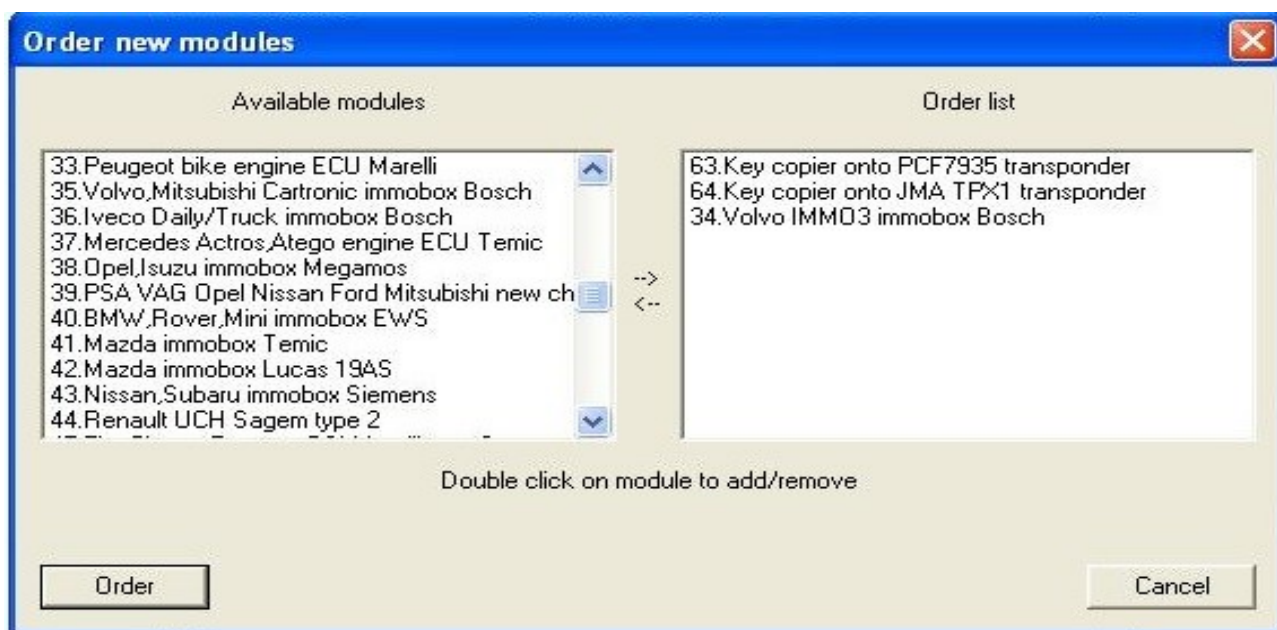 Order new modules
Available modules
Order list
33.Peugeot bike engine ECU Marelli
35.Volvo,Mitsubishi Cartronic immobox Bosch
36.Iveco Daily/Truck immobox Bosch
37.Mercedes Actros,Atego engine ECU Temic
38.Opel,Isuzu immobox Megamos
39.PSA VAG Opel Nissan Ford Mitsubishi new ch
40.BMW,Rover,Mini immobox EWS
41.Mazda immobox Temic
42.Mazda immobox Lucas 19AS
43.Nissan,Subaru immobox Siemens
44.Renault UCH Sagem type 2
-->
<--
63.Key copier onto PCF7935 transponder
64.Key copier onto JMA TPX1 transponder
34.Volvo IMMO3 immobox Bosch
Double click on module to add/remove
Order
Cancel